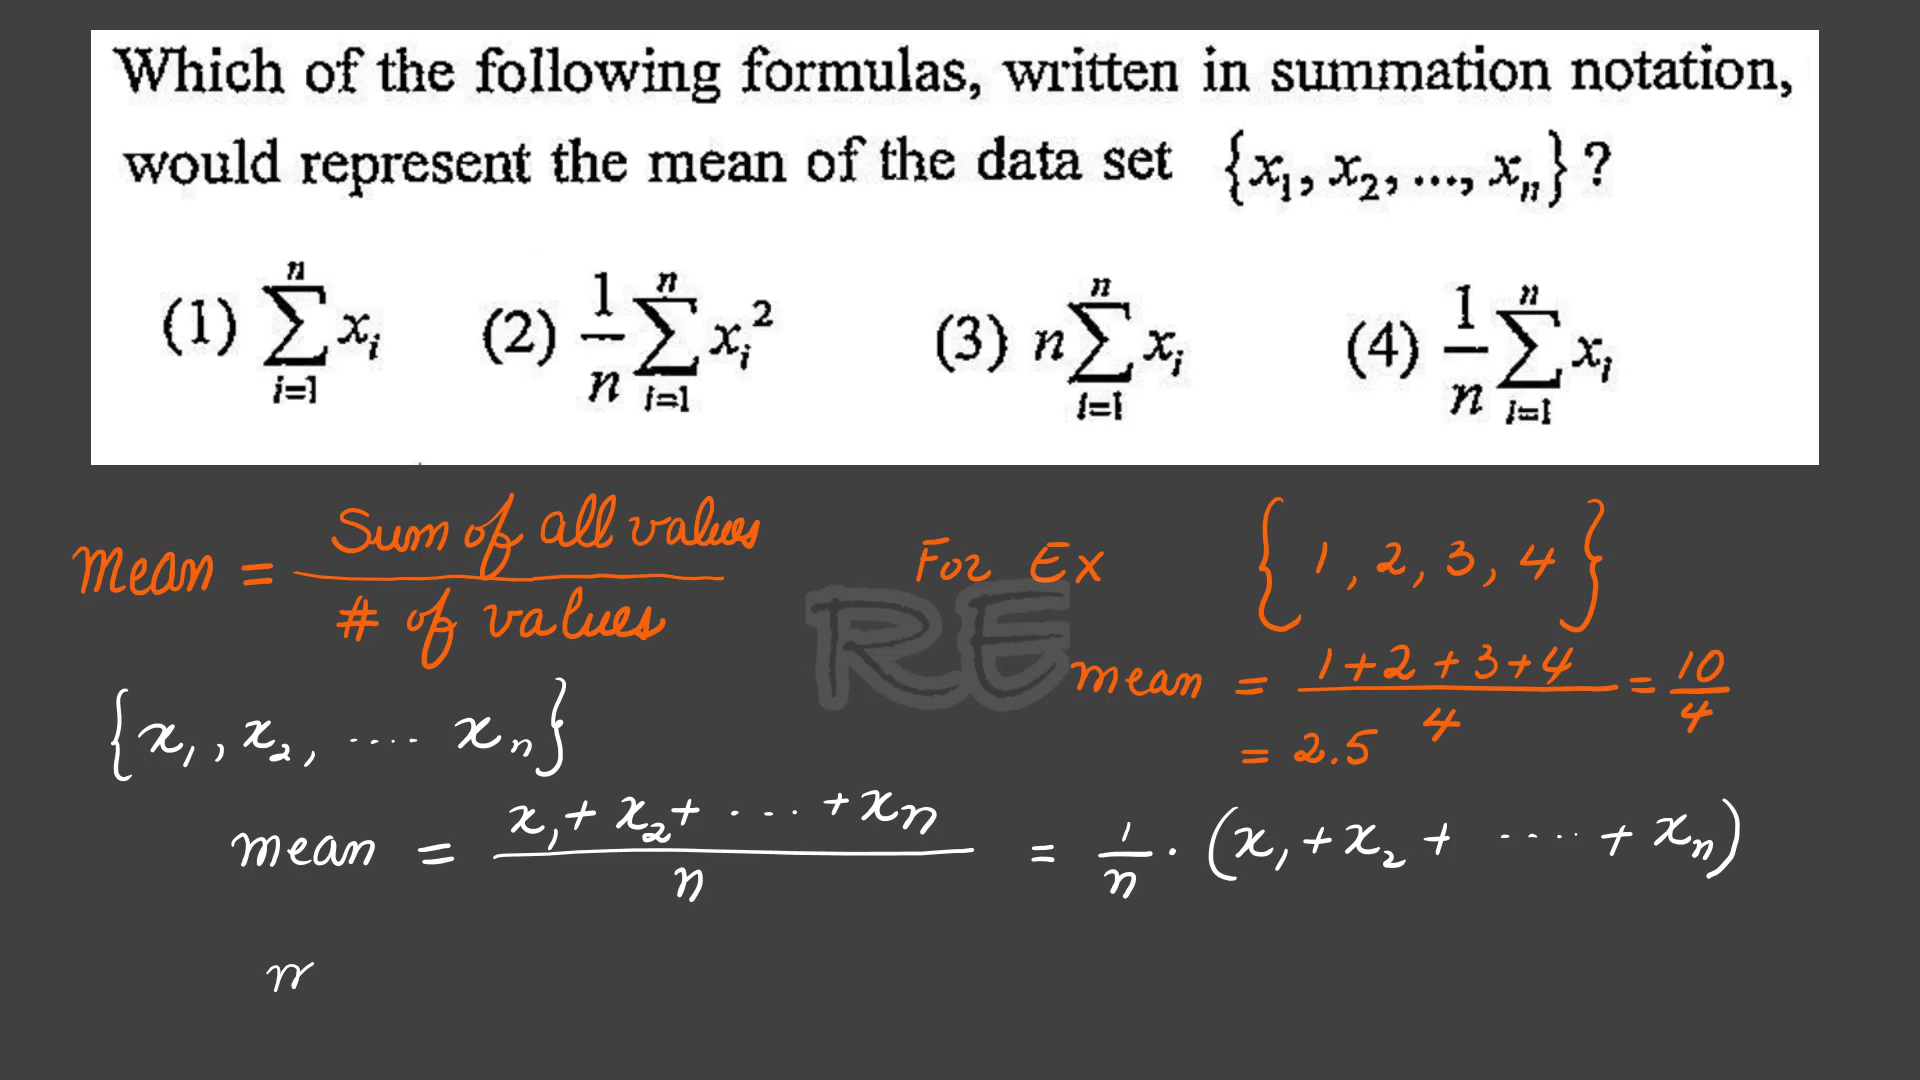 Which of the following formulas, written in summation notation,
would represent the mean of the data set {x₁, x₂, ..., xₙ}?
(1) ∑ᵢ₌₁ⁿ xᵢ (2) 1/n ∑ᵢ₌₁ⁿ xᵢ² (3) n ∑ᵢ₌₁ⁿ xᵢ (4) 1/n ∑ᵢ₌₁ⁿ xᵢ
mean = Sum of all values / # of values
For Ex {1, 2, 3, 4}
mean = 1+2+3+4 / 4 = 10/4
= 2.5
RE
{x₁, x₂, .... xₙ}
mean = x₁ + x₂ + .... + xₙ / n = 1/n · (x₁ + x₂ + ..... + xₙ)
m